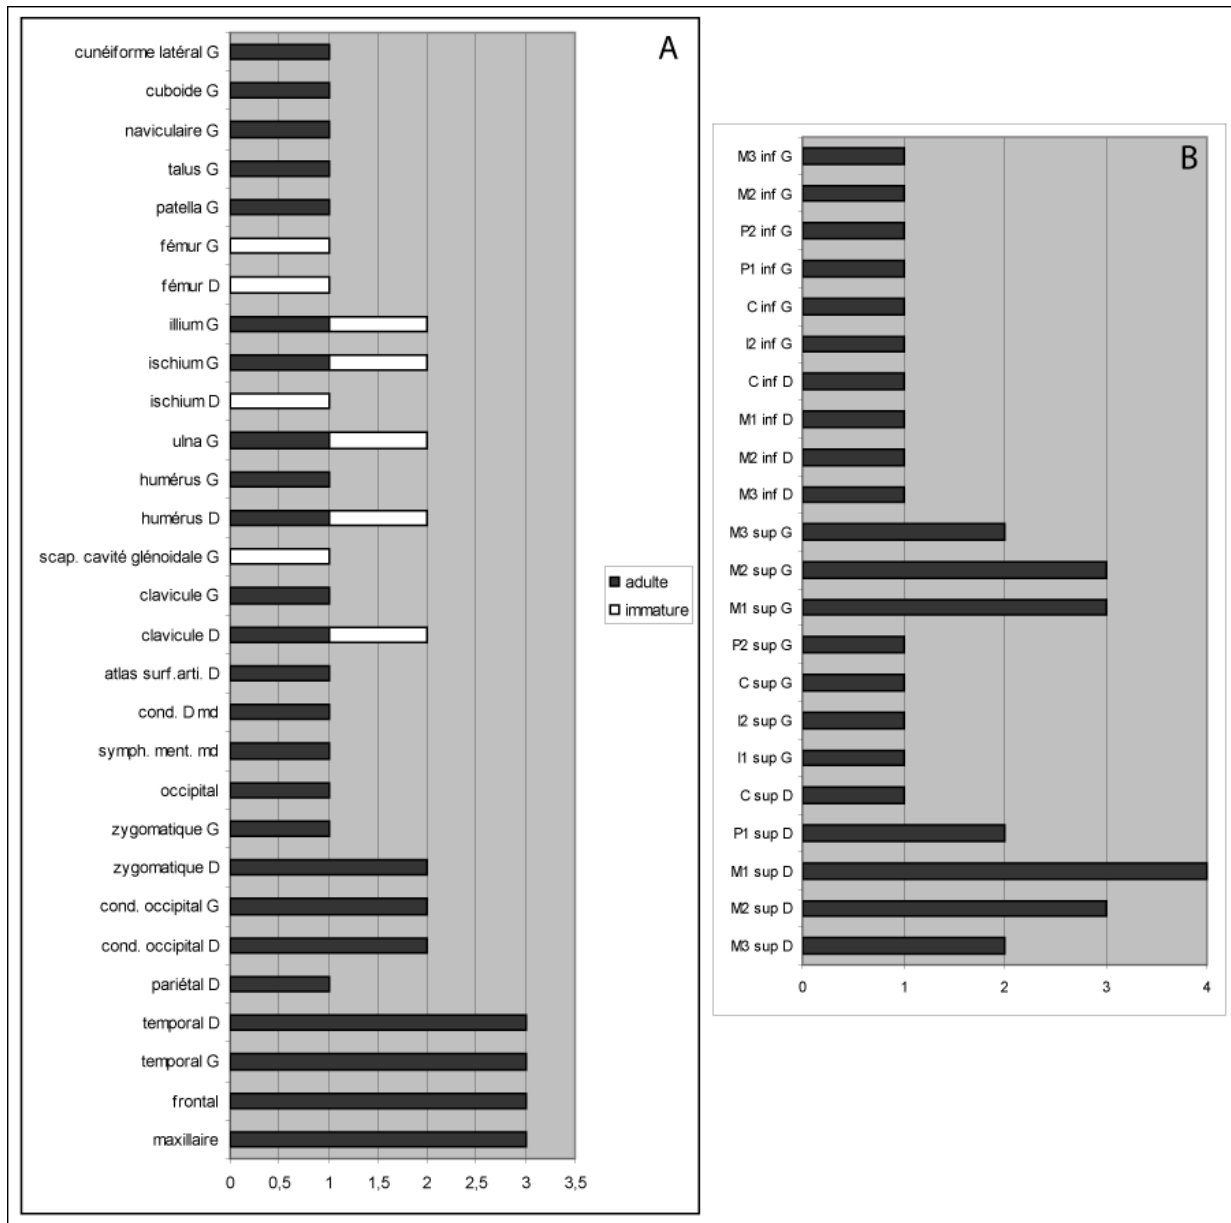 A
cunéiforme latéral G
cuboide G
naviculaire G
talus G
patella G
fémur G
fémur D
illium G
ischium G
ischium D
ulna G
humérus G
humérus D
scap. cavité glénoidale G
clavicule G
clavicule D
atlas surf.arti. D
cond. D md
symph. ment. md
occipital
zygomatique G
zygomatique D
cond. occipital G
cond. occipital D
pariétal D
temporal D
temporal G
frontal
maxillaire
0 0,5 1 1,5 2 2,5 3 3,5
adulte
immature
B
M3 inf G
M2 inf G
P2 inf G
P1 inf G
C inf G
I2 inf G
C inf D
M1 inf D
M2 inf D
M3 inf D
M3 sup G
M2 sup G
M1 sup G
P2 sup G
C sup G
I2 sup G
I1 sup G
C sup D
P1 sup D
M1 sup D
M2 sup D
M3 sup D
0 1 2 3 4